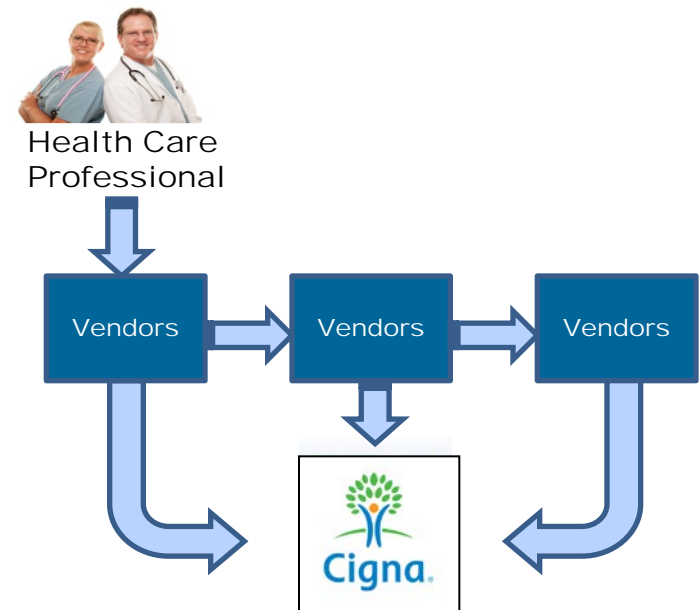 Health Care
Professional
Vendors
Vendors
Vendors
Cigna.